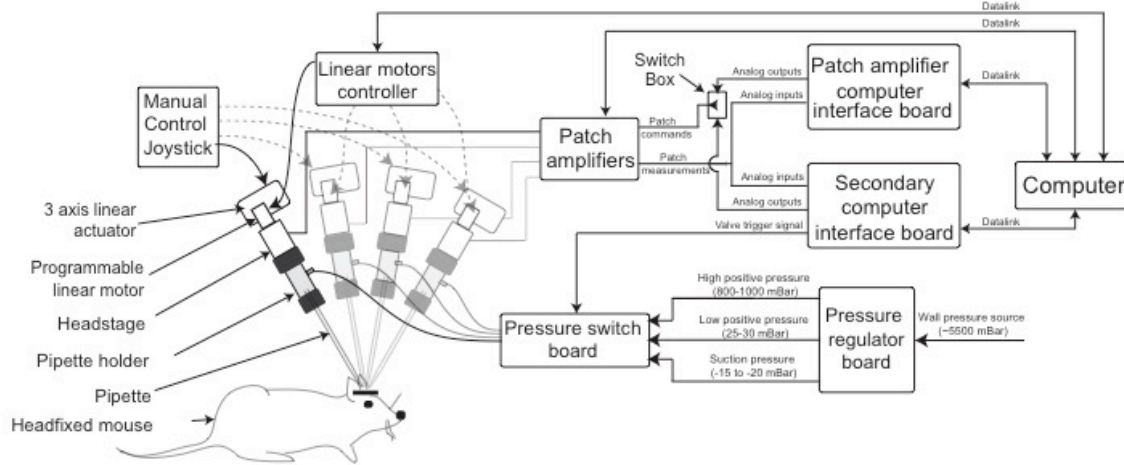 Datalink
Datalink
Linear motors
controller
Switch
Box
Analog outputs
Patch amplifier
computer
interface board
Datalink
Manual
Control
Joystick
Analog inputs
Patch
commands
Patch
amplifiers
Patch
measurements
Analog inputs
Secondary
computer
interface board
Computer
3 axis linear
actuator
Analog outputs
Valve trigger signal
Datalink
Programmable
linear motor
High positive pressure
(800-1000 mBar)
Headstage
Pressure switch
board
Low positive pressure
(25-30 mBar)
Pressure
regulator
board
Wall pressure source
(~5500 mBar)
Pipette holder
Suction pressure
(-15 to -20 mBar)
Pipette
Headfixed mouse